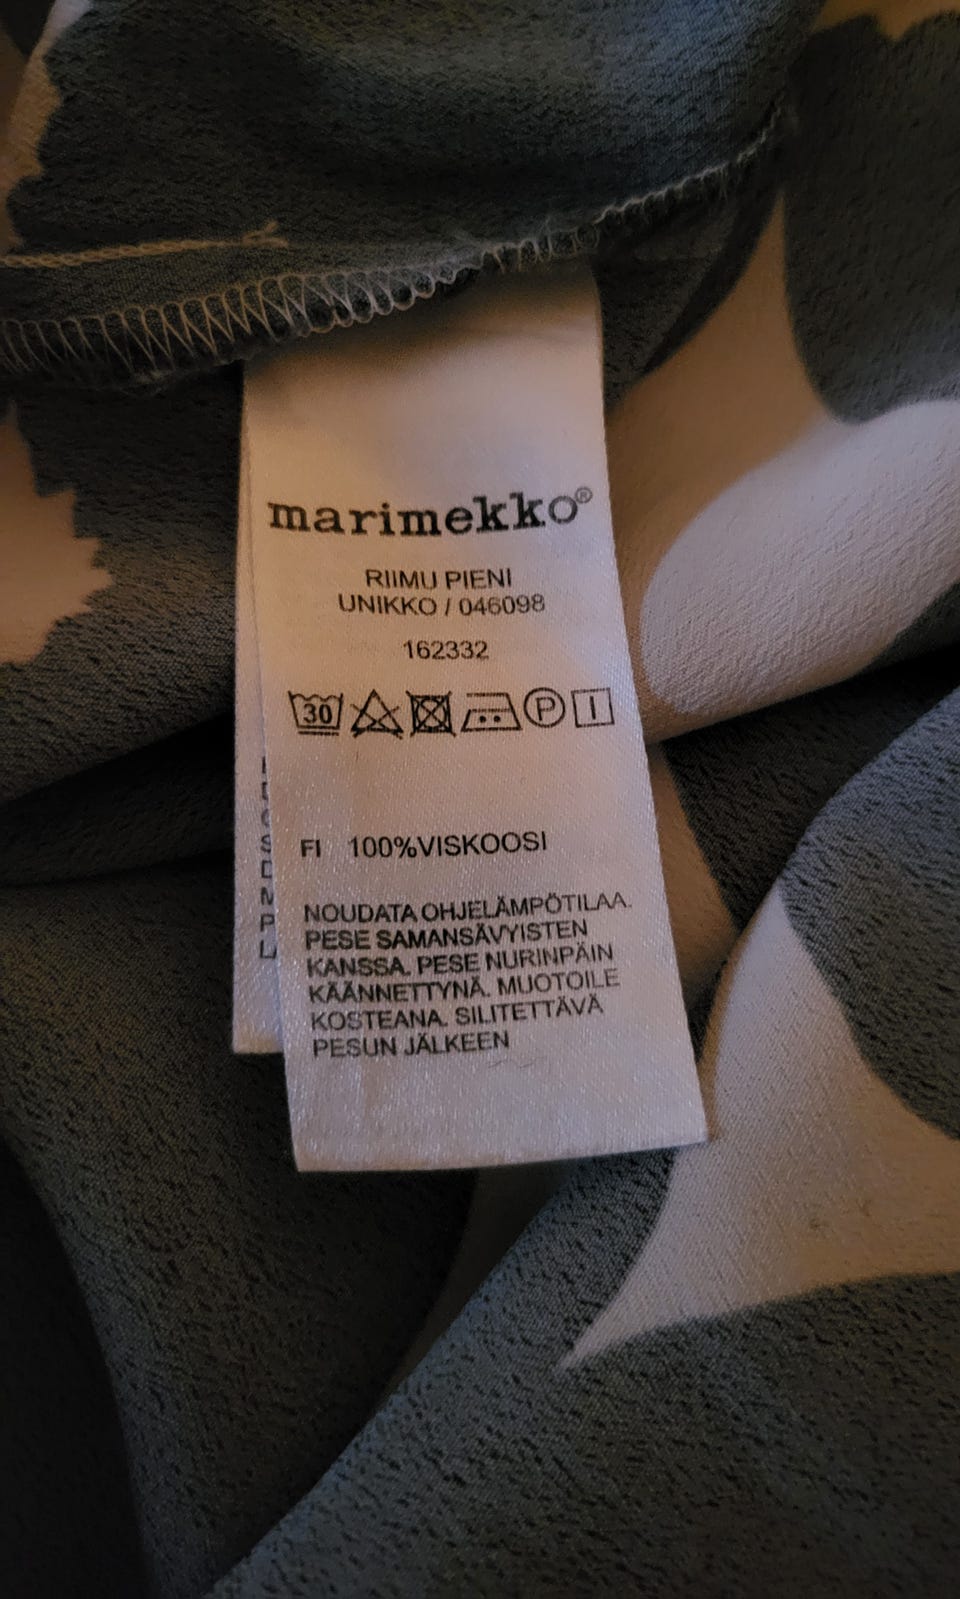 marimekko®
RIIMU PIENI
UNIKKO / 046098
162332
30
P
FI 100%VISKOOSI
NOUDATA OHJELÄMPÖTILAA.
PESE SAMANSÄVYISTEN
KANSSA. PESE NURINPÄIN
KÄÄNNETTYNÄ. MUOTOILE
KOSTEANA. SILITETTÄVÄ
PESUN JÄLKEEN